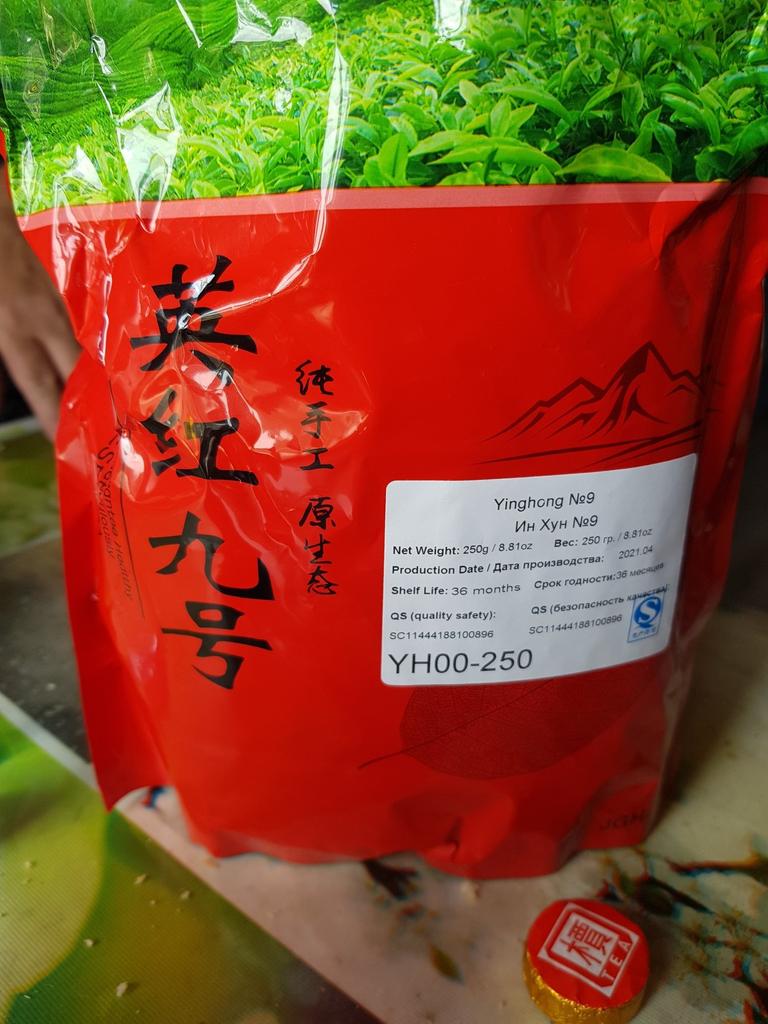 英红九号
纯手工 原生态
Yinghong №9
Ин Хун №9
Net Weight: 250g / 8.81oz Вес: 250 гр. / 8.81oz
Production Date / Дата производства: 2021.04
Shelf Life: 36 months Срок годности: 36 месяцев
QS (quality safety): QS (безопасность качества):
SC11444188100896 SC11444188100896
YH00-250
TEA